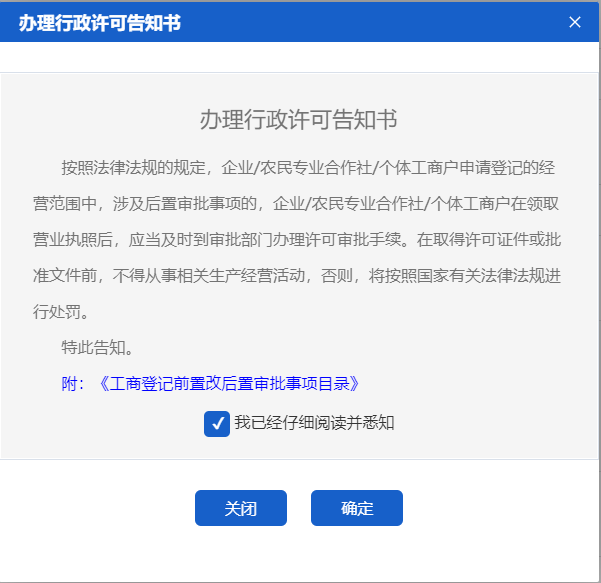 办理行政许可告知书
办理行政许可告知书
按照法律法规的规定，企业/农民专业合作社/个体工商户申请登记的经
营范围中，涉及后置审批事项的，企业/农民专业合作社/个体工商户在领取
营业执照后，应当及时到审批部门办理许可审批手续。在取得许可证件或批
准文件前，不得从事相关生产经营活动，否则，将按照国家有关法律法规进
行处罚。
特此告知。
附：《工商登记前置改后置审批事项目录》
我已经仔细阅读并悉知
关闭 确定